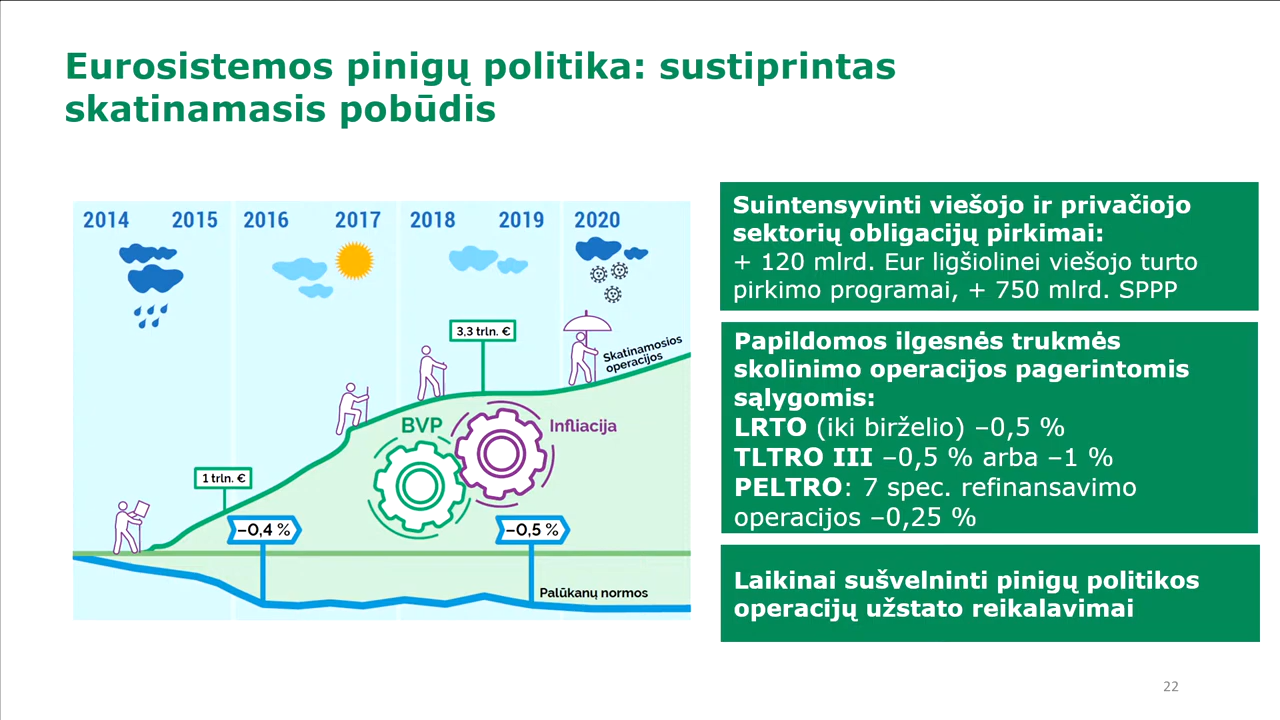 Eurosistemos pinigų politika: sustiprintas
skatinamasis pobūdis
2014
2015
2016
2017
2018
2019
2020
3,3 trln. €
Skatinamosios
operacijos
BVP
Infliacija
1 trln. €
–0,4 %
–0,5 %
Palūkanų normos
Suintensyvinti viešojo ir privačiojo
sektorių obligacijų pirkimai:
+ 120 mlrd. Eur ligšiolinei viešojo turto
pirkimo programai, + 750 mlrd. SPPP
Papildomos ilgesnės trukmės
skolinimo operacijos pagerintomis
sąlygomis:
LRTO (iki birželio) –0,5 %
TLTRO III –0,5 % arba –1 %
PELTRO: 7 spec. refinansavimo
operacijos –0,25 %
Laikinai sušvelninti pinigų politikos
operacijų užstato reikalavimai
22